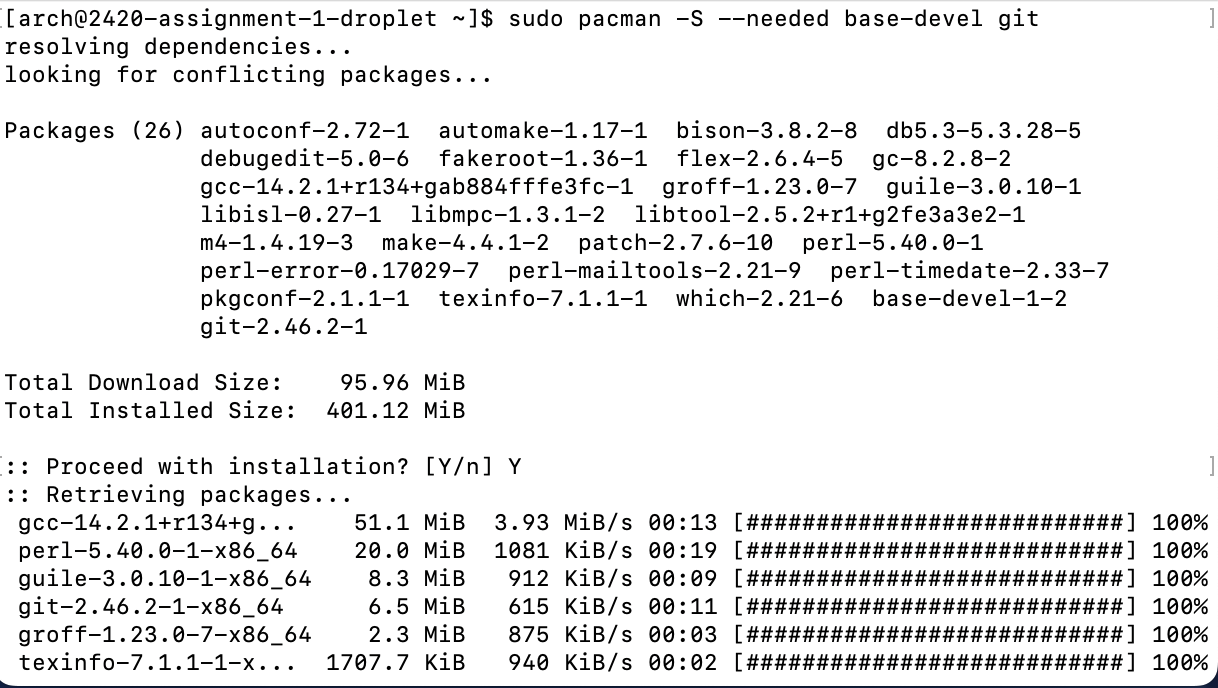 [arch@2420-assignment-1-droplet ~]$ sudo pacman -S --needed base-devel git ]
resolving dependencies...
looking for conflicting packages...
Packages (26) autoconf-2.72-1  automake-1.17-1  bison-3.8.2-8  db5.3-5.3.28-5
debugedit-5.0-6  fakeroot-1.36-1  flex-2.6.4-5  gc-8.2.8-2
gcc-14.2.1+r134+gab884fffe3fc-1  groff-1.23.0-7  guile-3.0.10-1
libisl-0.27-1  libmpc-1.3.1-2  libtool-2.5.2+r1+g2fe3a3e2-1
m4-1.4.19-3  make-4.4.1-2  patch-2.7.6-10  perl-5.40.0-1
perl-error-0.17029-7  perl-mailtools-2.21-9  perl-timedate-2.33-7
pkgconf-2.1.1-1  texinfo-7.1.1-1  which-2.21-6  base-devel-1-2
git-2.46.2-1
Total Download Size:    95.96 MiB
Total Installed Size:  401.12 MiB
[:: Proceed with installation? [Y/n] Y ]
:: Retrieving packages...
gcc-14.2.1+r134+g...    51.1 MiB  3.93 MiB/s 00:13 [###########################] 100%
perl-5.40.0-1-x86_64    20.0 MiB  1081 KiB/s 00:19 [###########################] 100%
guile-3.0.10-1-x86_64    8.3 MiB   912 KiB/s 00:09 [###########################] 100%
git-2.46.2-1-x86_64      6.5 MiB   615 KiB/s 00:11 [###########################] 100%
groff-1.23.0-7-x86_64    2.3 MiB   875 KiB/s 00:03 [###########################] 100%
texinfo-7.1.1-1-x...  1707.7 KiB   940 KiB/s 00:02 [###########################] 100%